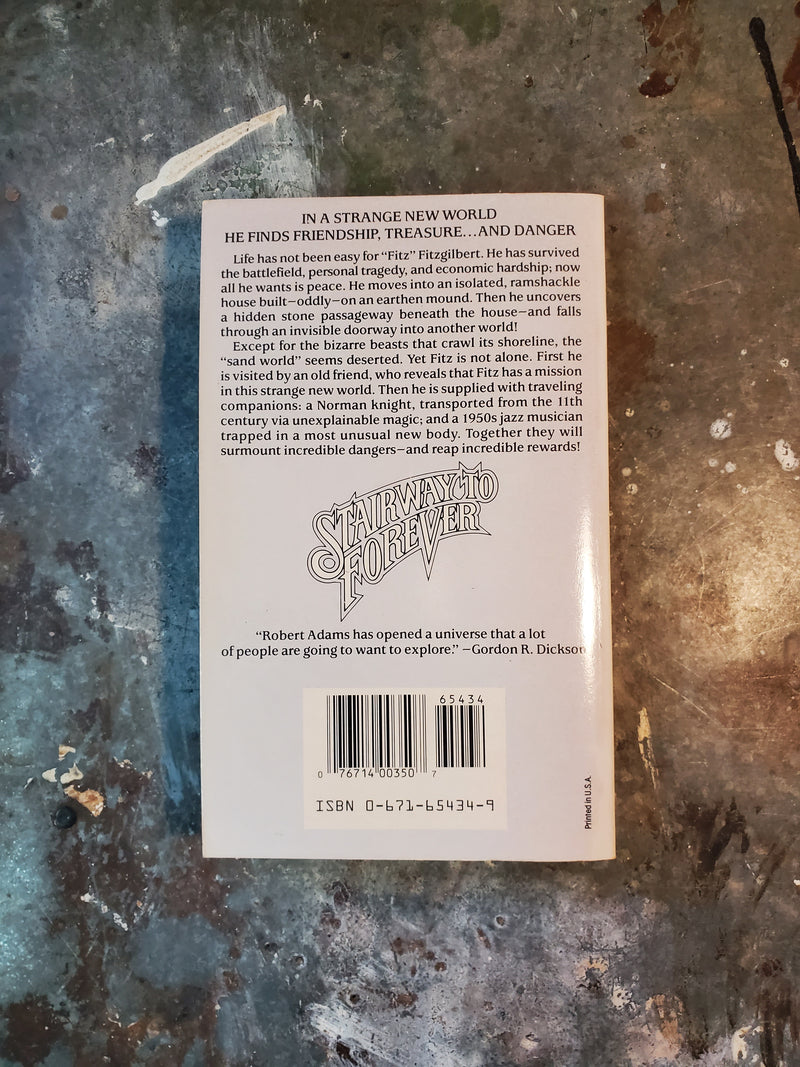 IN A STRANGE NEW WORLD
HE FINDS FRIENDSHIP, TREASURE...AND DANGER
Life has not been easy for “Fitz” Fitzgilbert. He has survived
the battlefield, personal tragedy, and economic hardship; now
all he wants is peace. He moves into an isolated, ramshackle
house built—oddly—on an earthen mound. Then he uncovers
a hidden stone passageway beneath the house—and falls
through an invisible doorway into another world!
Except for the bizarre beasts that crawl its shoreline, the
“sand world” seems deserted. Yet Fitz is not alone. First he
is visited by an old friend, who reveals that Fitz has a mission
in this strange new world. Then he is supplied with traveling
companions: a Norman knight, transported from the 11th
century via unexplainable magic; and a 1950s jazz musician
trapped in a most unusual new body. Together they will
surmount incredible dangers—and reap incredible rewards!
STAIRWAY TO
FOREVER
“Robert Adams has opened a universe that a lot
of people are going to want to explore.” —Gordon R. Dickson
65434
0 76714 00350 7
ISBN 0-671-65434-9
Printed in U.S.A.